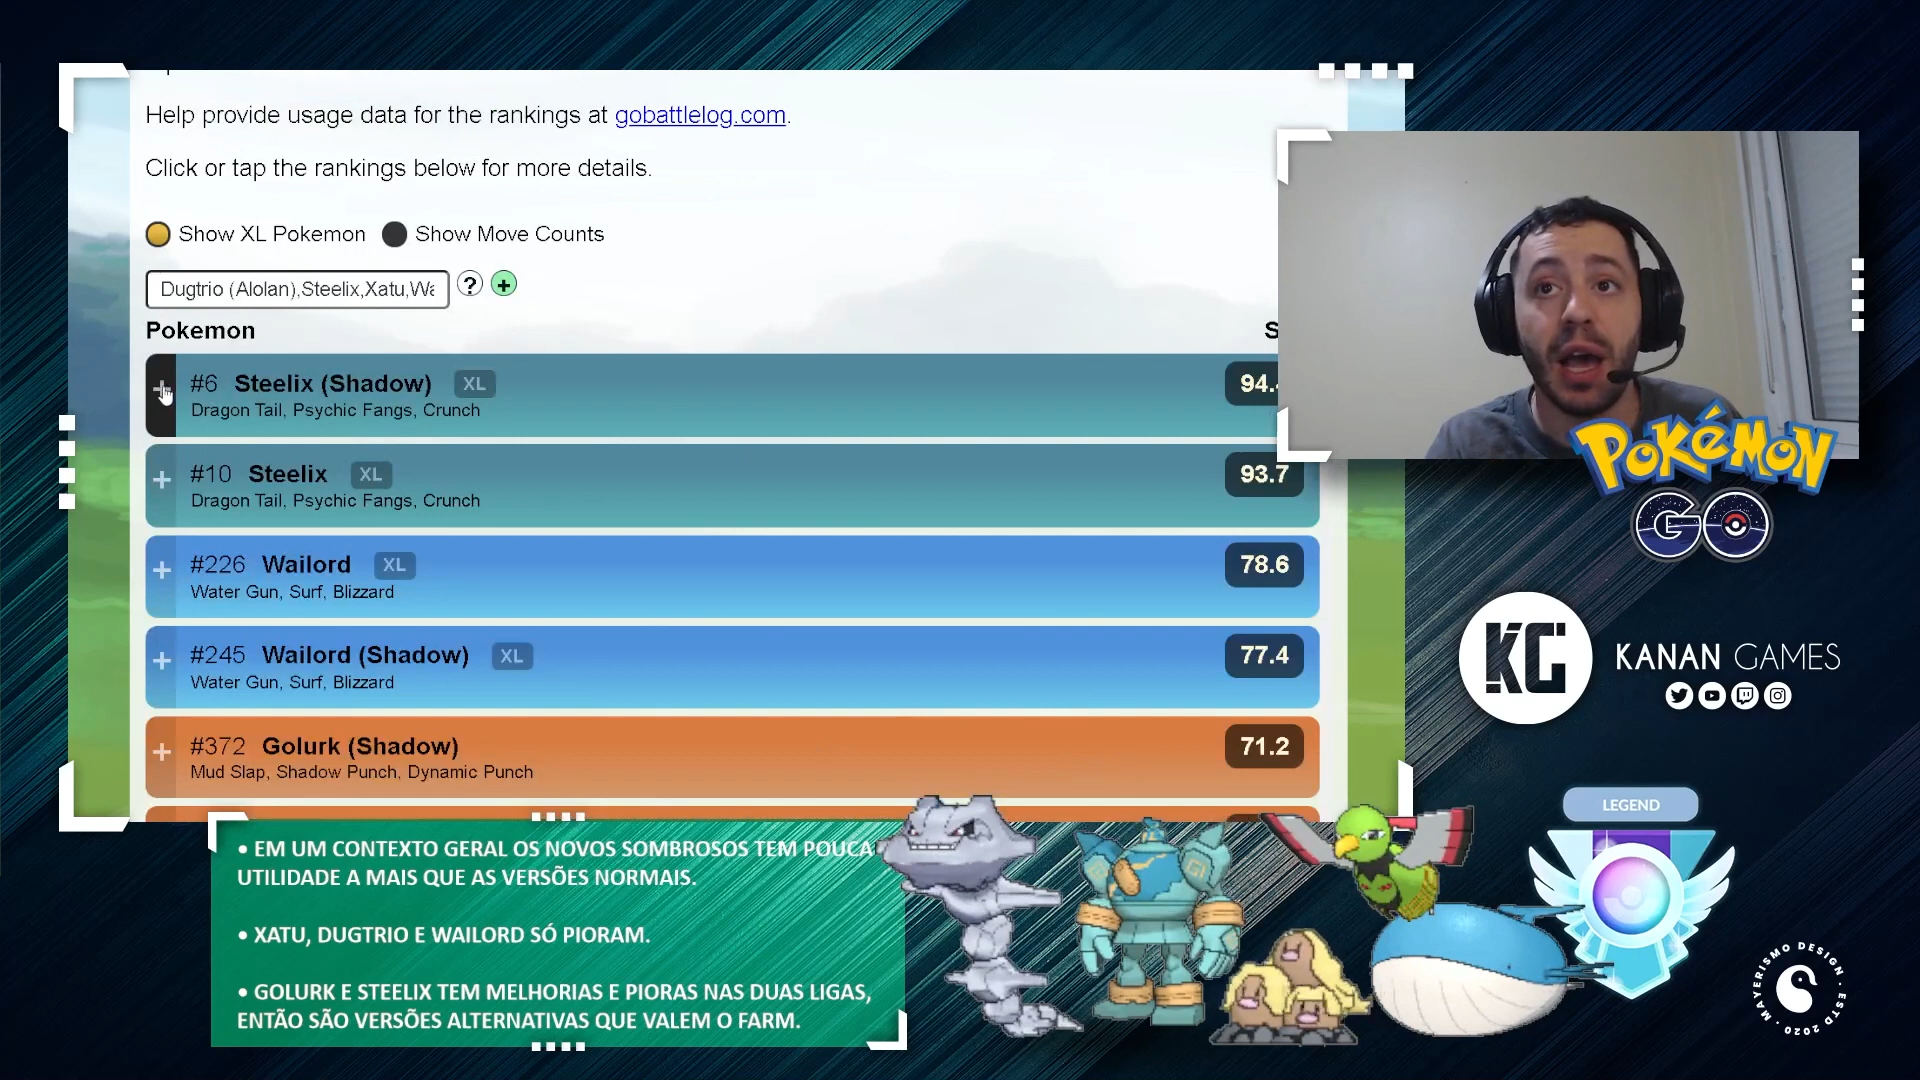 Help provide usage data for the rankings at gobattlelog.com.
Click or tap the rankings below for more details.
Show XL Pokemon Show Move Counts
Dugtrio (Alolan),Steelix,Xatu,Wa ? +
Pokemon
#6 Steelix (Shadow) XL 94.
Dragon Tail, Psychic Fangs, Crunch
#10 Steelix XL 93.7
Dragon Tail, Psychic Fangs, Crunch
#226 Wailord XL 78.6
Water Gun, Surf, Blizzard
#245 Wailord (Shadow) XL 77.4
Water Gun, Surf, Blizzard
#372 Golurk (Shadow) 71.2
Mud Slap, Shadow Punch, Dynamic Punch
• EM UM CONTEXTO GERAL OS NOVOS SOMBROSOS TEM POUCA
UTILIDADE A MAIS QUE AS VERSÕES NORMAIS.
• XATU, DUGTRIO E WAILORD SÓ PIORAM.
• GOLURK E STEELIX TEM MELHORIAS E PIORAS NAS DUAS LIGAS,
ENTÃO SÃO VERSÕES ALTERNATIVAS QUE VALEM O FARM.
POKÉMON
GO
KG
KANAN GAMES
LEGEND
MAYERISMO DESIGN · ESTD 2020 ·